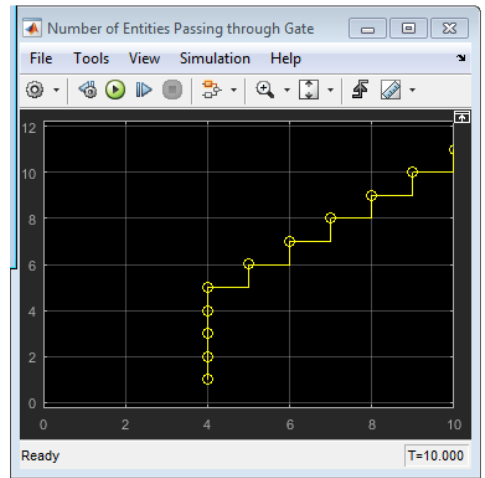 Number of Entities Passing through Gate
File Tools View Simulation Help
12
10
8
6
4
2
0
0 2 4 6 8 10
Ready T=10.000